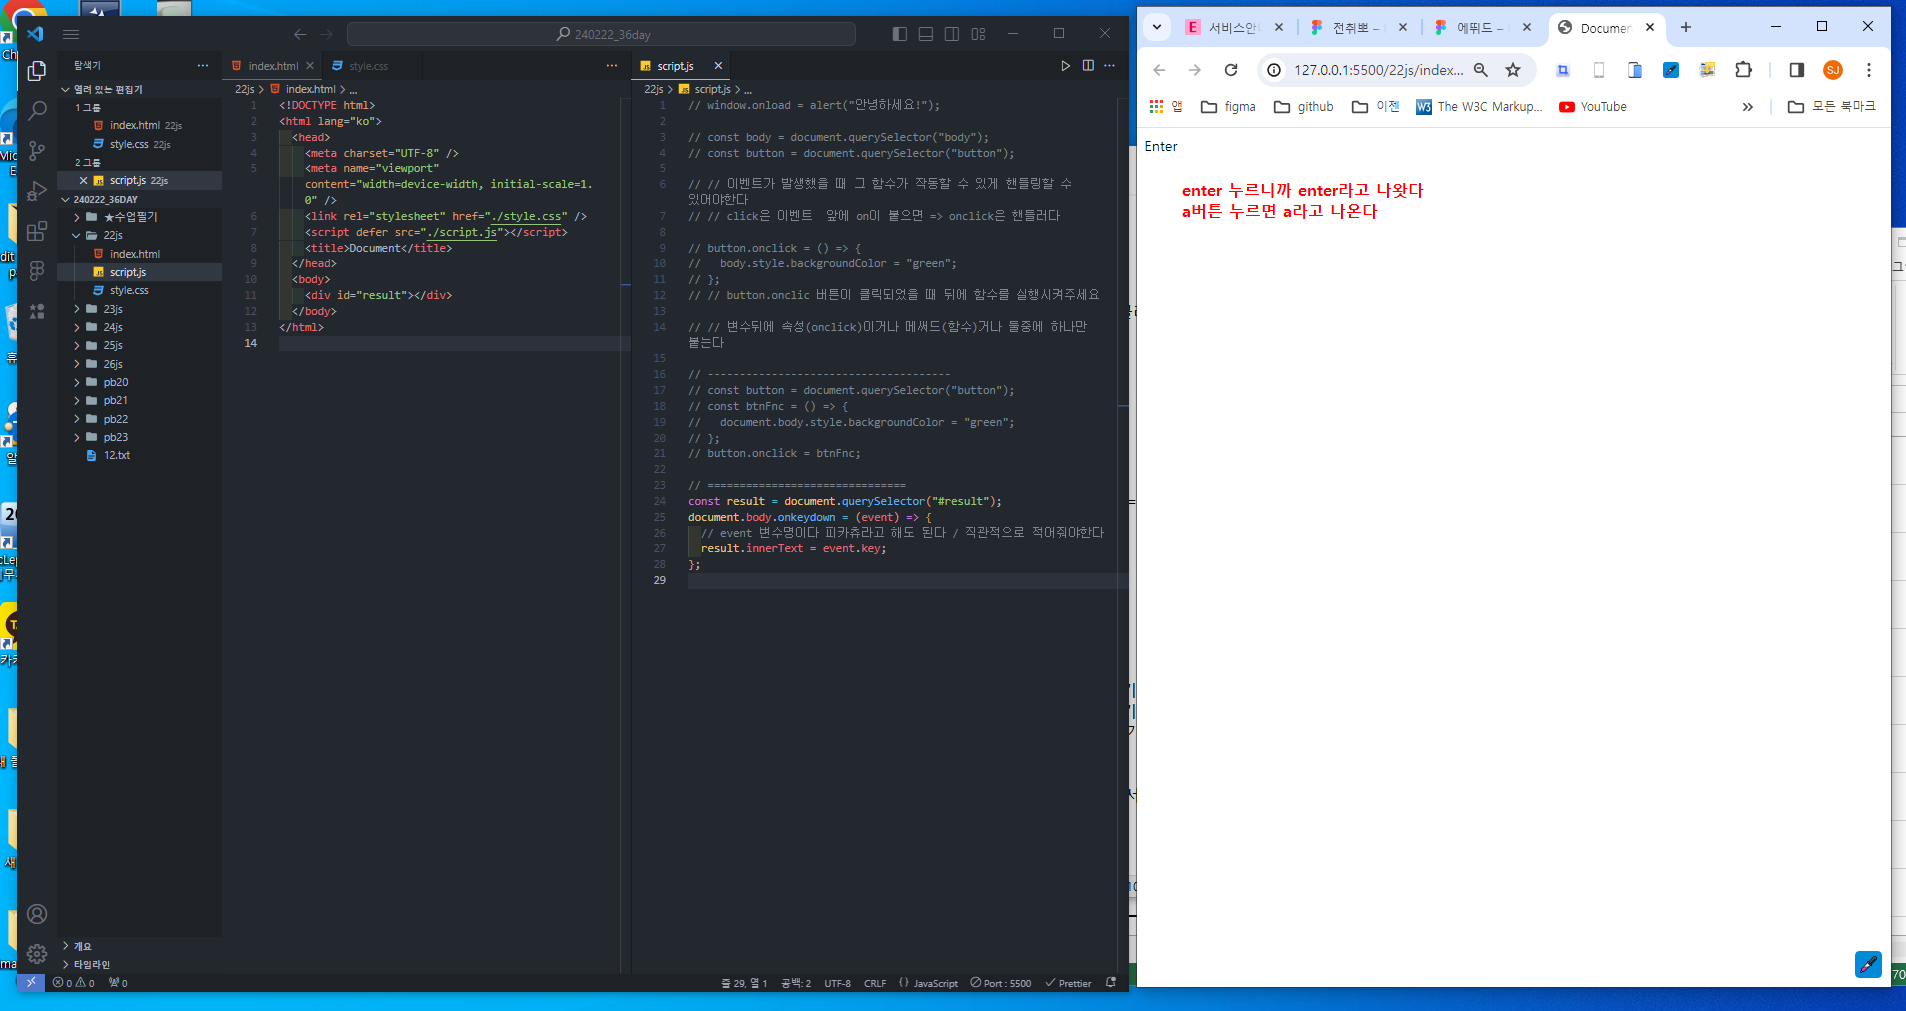 240222_36day
탐색기
열려 있는 편집기
1 그룹
index.html 22js
style.css 22js
2 그룹
script.js 22js
240222_36DAY
★수업필기
22js
index.html
script.js
style.css
23js
24js
25js
26js
pb20
pb21
pb22
pb23
12.txt
개요
타임라인
index.html
style.css
22js > index.html > ...
1 <!DOCTYPE html>
2 <html lang="ko">
3 <head>
4 <meta charset="UTF-8" />
5 <meta name="viewport"
content="width=device-width, initial-scale=1.
0" />
6 <link rel="stylesheet" href="./style.css" />
7 <script defer src="./script.js"></script>
8 <title>Document</title>
9 </head>
10 <body>
11 <div id="result"></div>
12 </body>
13 </html>
14
script.js
22js > script.js > ...
1 // window.onload = alert("안녕하세요!");
2
3 // const body = document.querySelector("body");
4 // const button = document.querySelector("button");
5
6 // // 이벤트가 발생했을 때 그 함수가 작동할 수 있게 핸들링할 수
있어야한다
7 // // click은 이벤트  앞에 on이 붙으면 => onclick은 핸들러다
8
9 // button.onclick = () => {
10 //   body.style.backgroundColor = "green";
11 // };
12 // // button.onclic 버튼이 클릭되었을 때 뒤에 함수를 실행시켜주세요
13
14 // // 변수뒤에 속성(onclick)이거나 메써드(함수)거나 둘중에 하나만
붙는다
15
16 // --------------------------------------
17 // const button = document.querySelector("button");
18 // const btnFnc = () => {
19 //   document.body.style.backgroundColor = "green";
20 // };
21 // button.onclick = btnFnc;
22
23 // ===============================
24 const result = document.querySelector("#result");
25 document.body.onkeydown = (event) => {
26 // event 변수명이다 피카츄라고 해도 된다 / 직관적으로 적어줘야한다
27 result.innerText = event.key;
28 };
29
0 0 0
줄 29, 열 1 공백: 2 UTF-8 CRLF {} JavaScript Port : 5500 Prettier
서비스안 전취뽀 – 에뛰드 – Documen
127.0.0.1:5500/22js/index...
SJ
앱 figma github 이젠 The W3C Markup... YouTube » 모든 북마크
Enter
enter 누르니까 enter라고 나왓다
a버튼 누르면 a라고 나온다